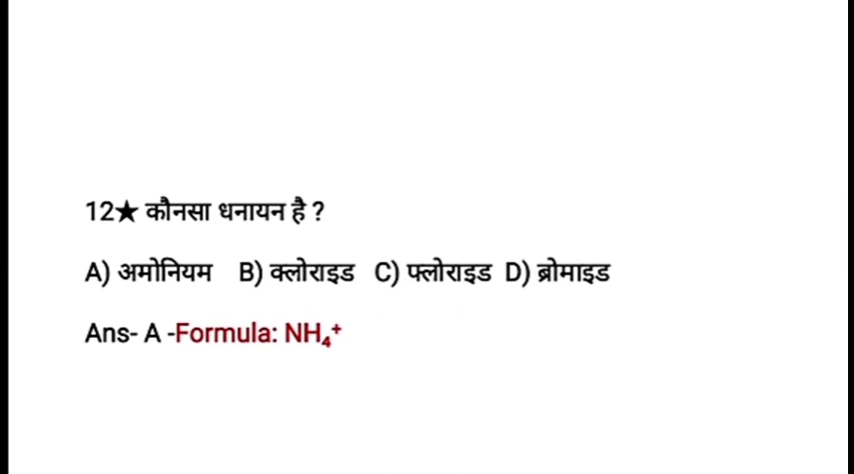 12★ कौनसा धनायन है ?
A) अमोनियम B) क्लोराइड C) फ्लोराइड D) ब्रोमाइड
Ans- A -Formula: NH₄⁺